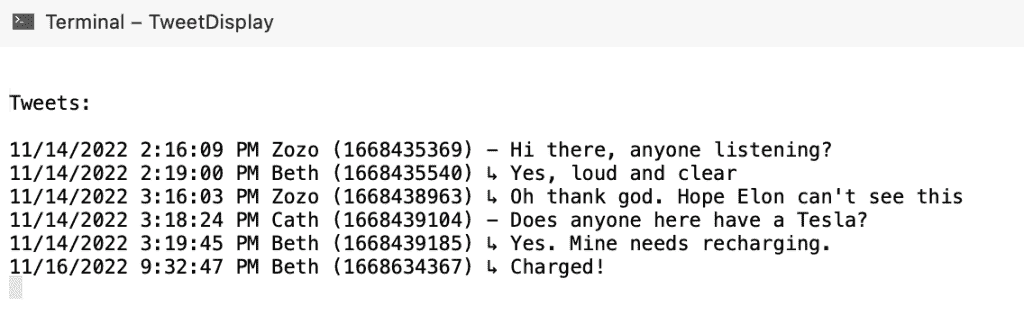 Terminal – TweetDisplay
Tweets:
11/14/2022 2:16:09 PM Zozo (1668435369) – Hi there, anyone listening?
11/14/2022 2:19:00 PM Beth (1668435540) ↳ Yes, loud and clear
11/14/2022 3:16:03 PM Zozo (1668438963) ↳ Oh thank god. Hope Elon can't see this
11/14/2022 3:18:24 PM Cath (1668439104) – Does anyone here have a Tesla?
11/14/2022 3:19:45 PM Beth (1668439185) ↳ Yes. Mine needs recharging.
11/16/2022 9:32:47 PM Beth (1668634367) ↳ Charged!